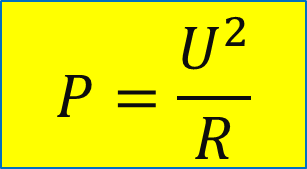 P = U²/R